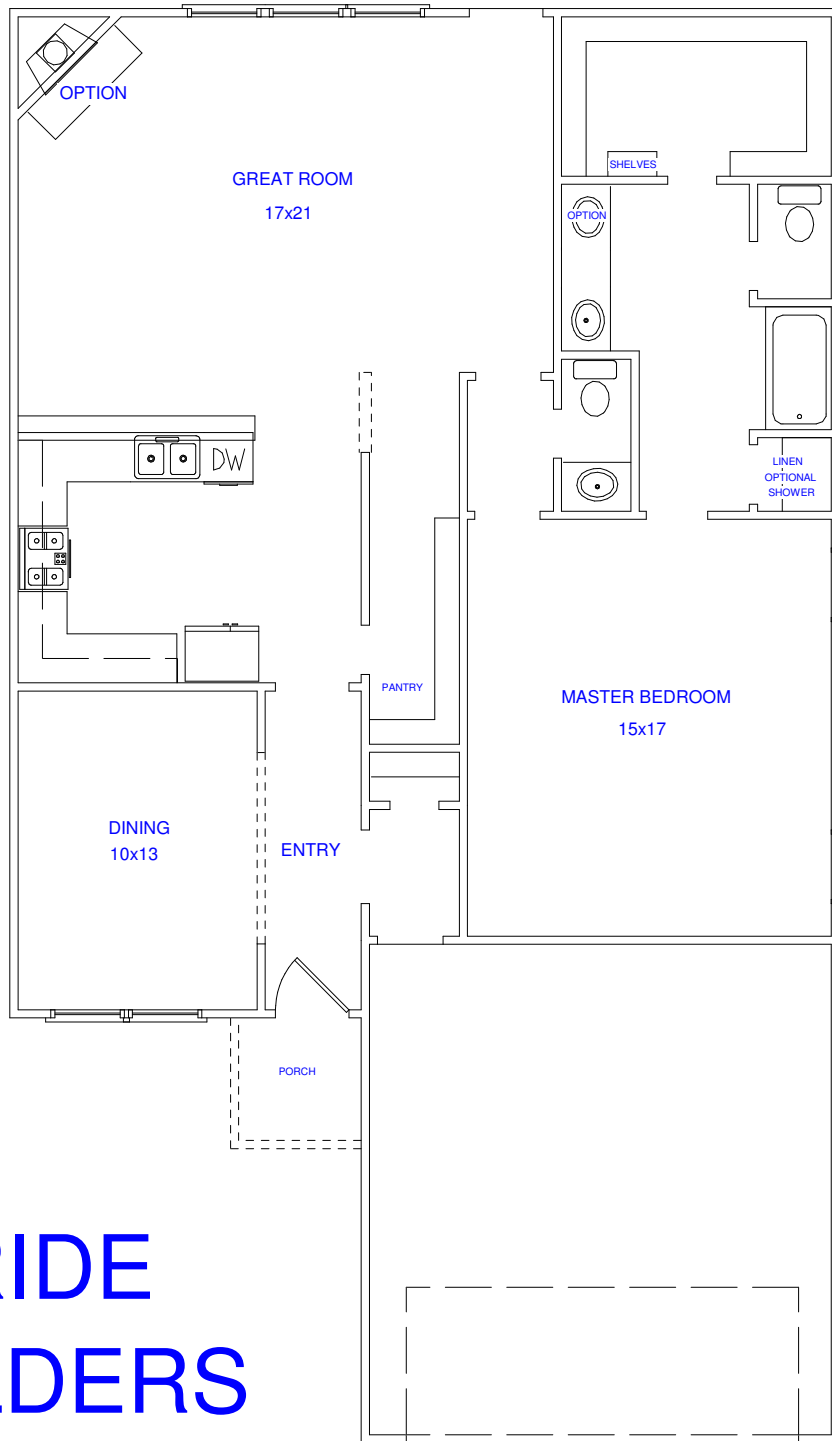 OPTION
GREAT ROOM
17x21
SHELVES
OPTION
DW
LINEN
OPTIONAL
SHOWER
PANTRY
MASTER BEDROOM
15x17
DINING
10x13
ENTRY
PORCH
RIDE
LDERS